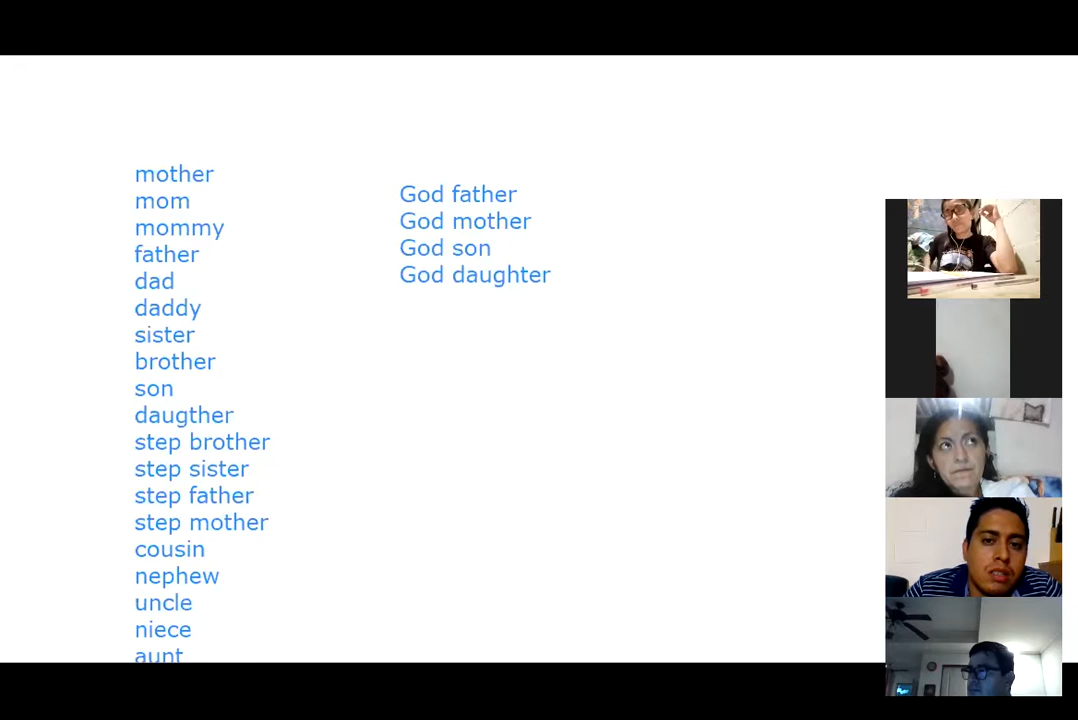 mother
mom
mommy
father
dad
daddy
sister
brother
son
daugther
step brother
step sister
step father
step mother
cousin
nephew
uncle
niece
aunt
God father
God mother
God son
God daughter